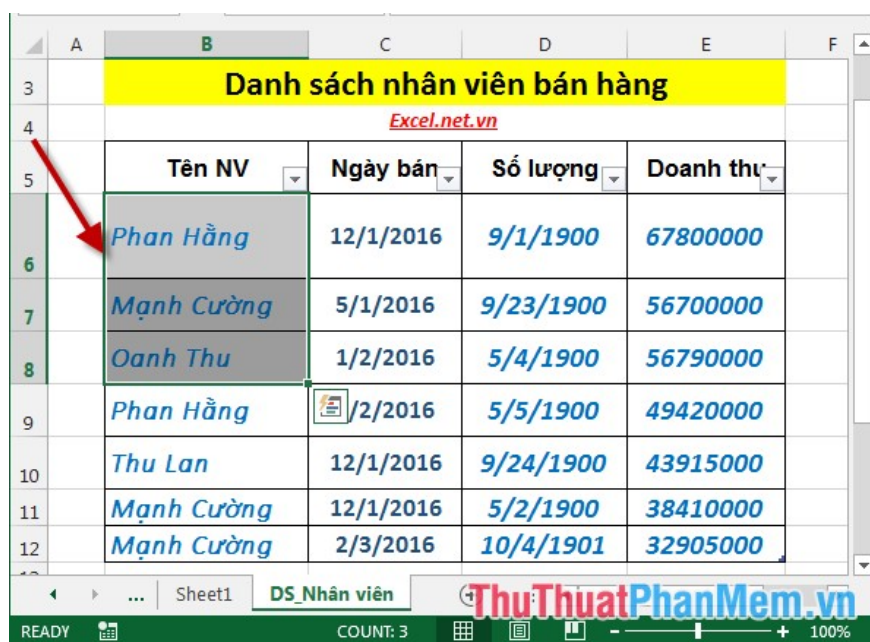 A B C D E F
3 Danh sách nhân viên bán hàng
4 Excel.net.vn
5 Tên NV Ngày bán Số lượng Doanh thu
6 Phan Hằng 12/1/2016 9/1/1900 67800000
7 Mạnh Cường 5/1/2016 9/23/1900 56700000
8 Oanh Thu 1/2/2016 5/4/1900 56790000
9 Phan Hằng /2/2016 5/5/1900 49420000
10 Thu Lan 12/1/2016 9/24/1900 43915000
11 Mạnh Cường 12/1/2016 5/2/1900 38410000
12 Mạnh Cường 2/3/2016 10/4/1901 32905000
... Sheet1 DS_Nhân viên
ThuThuatPhanMem.vn
READY COUNT: 3 - + 100%